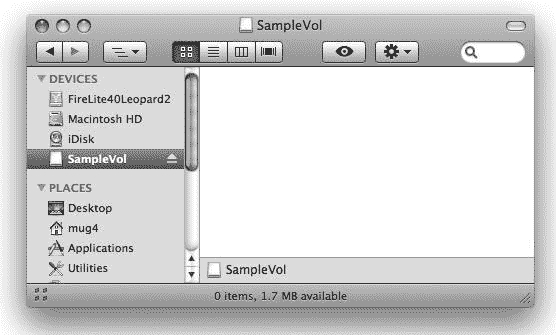 SampleVol
DEVICES
FireLite40Leopard2
Macintosh HD
iDisk
SampleVol
PLACES
Desktop
mug4
Applications
Utilities
SampleVol
0 items, 1.7 MB available